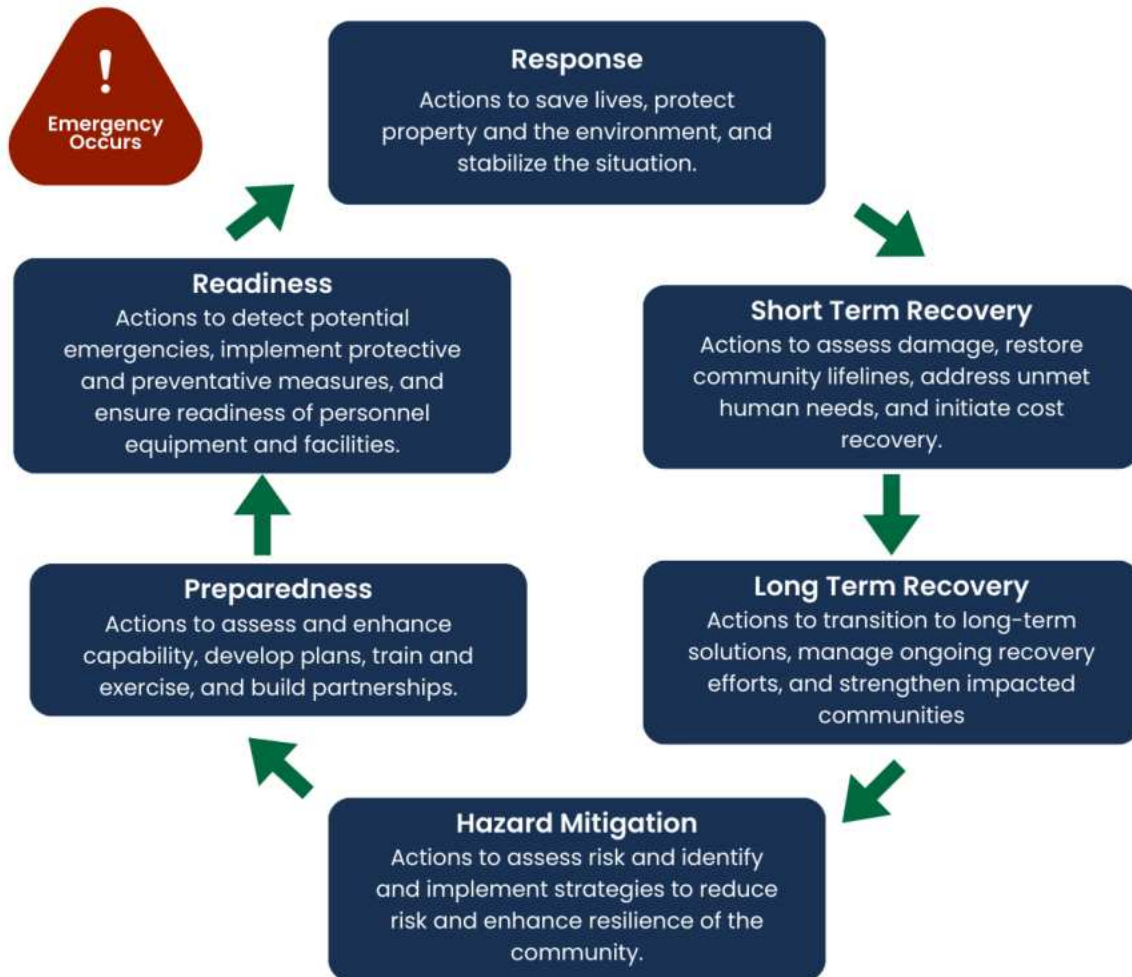 !
Emergency
Occurs
Response
Actions to save lives, protect
property and the environment, and
stabilize the situation.
Short Term Recovery
Actions to assess damage, restore
community lifelines, address unmet
human needs, and initiate cost
recovery.
Long Term Recovery
Actions to transition to long-term
solutions, manage ongoing recovery
efforts, and strengthen impacted
communities
Hazard Mitigation
Actions to assess risk and identify
and implement strategies to reduce
risk and enhance resilience of the
community.
Preparedness
Actions to assess and enhance
capability, develop plans, train and
exercise, and build partnerships.
Readiness
Actions to detect potential
emergencies, implement protective
and preventative measures, and
ensure readiness of personnel
equipment and facilities.